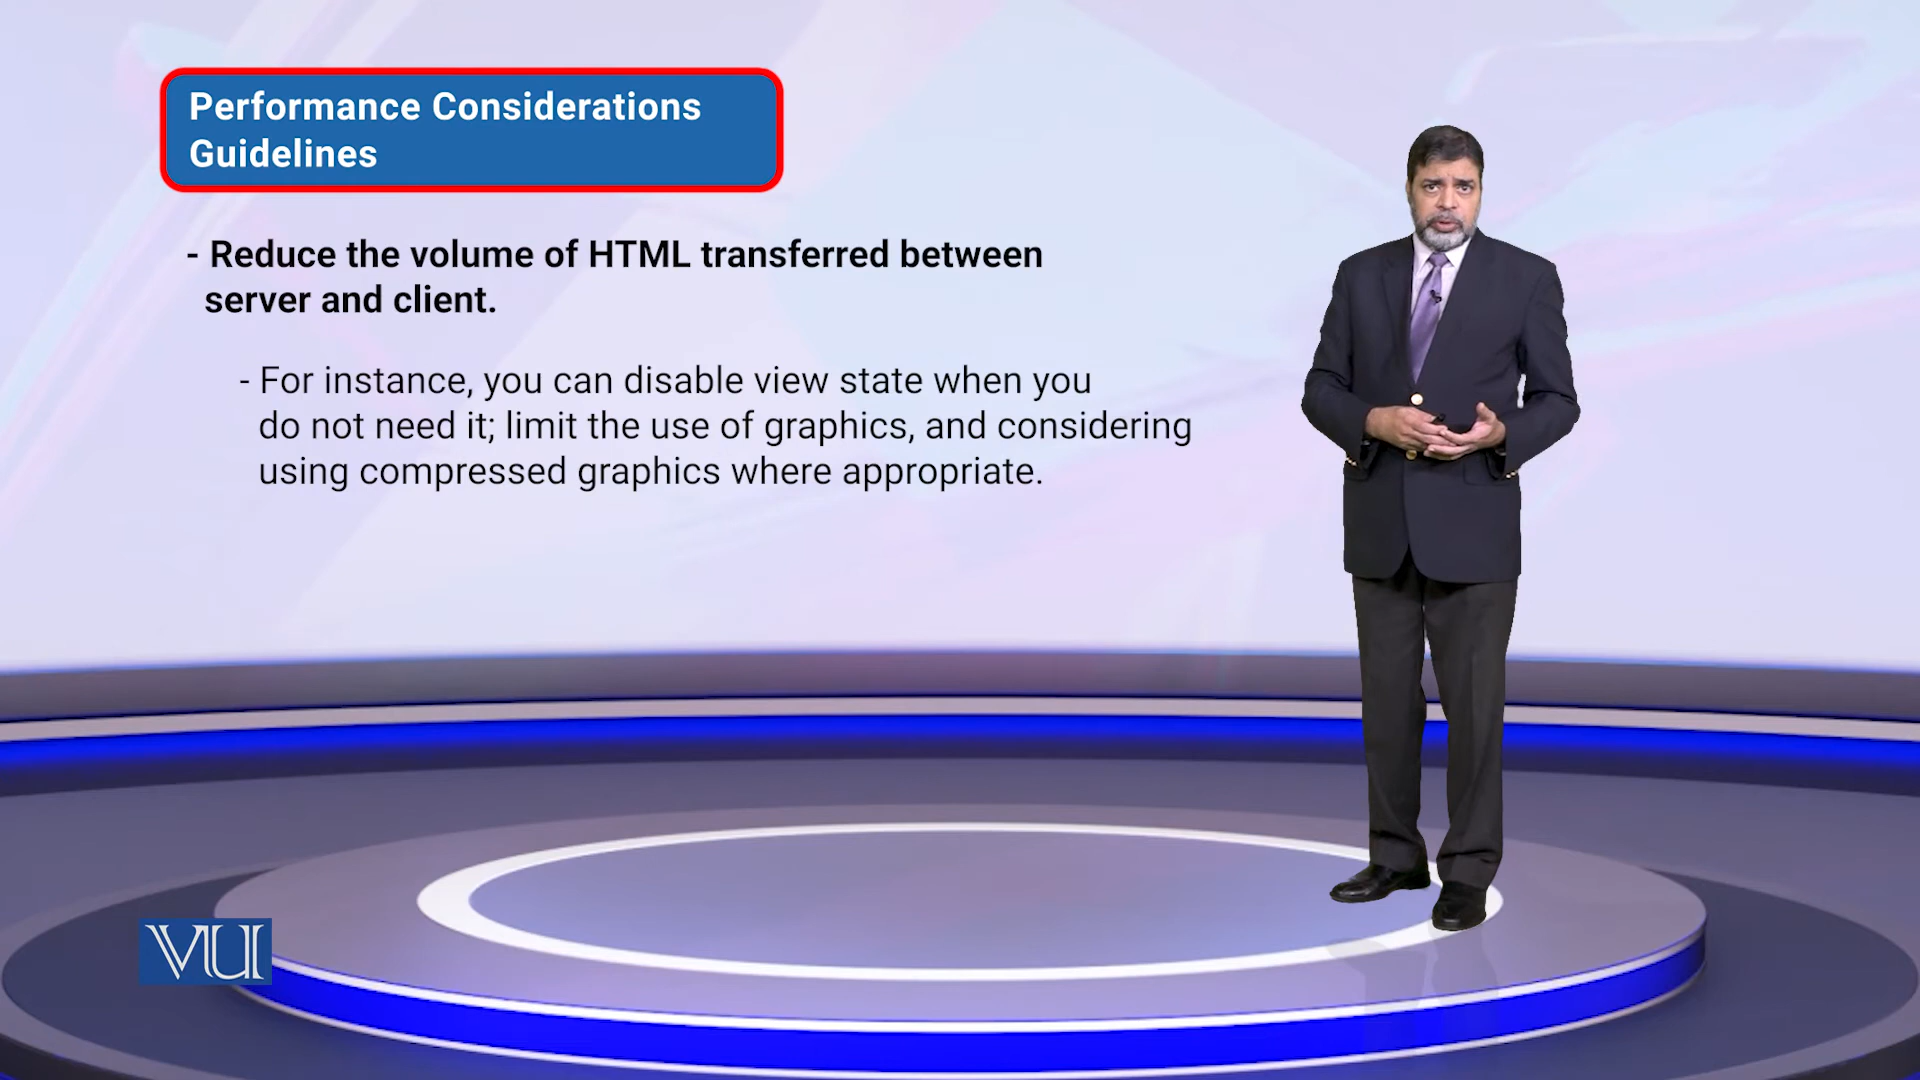 Performance Considerations
Guidelines
- Reduce the volume of HTML transferred between
server and client.
- For instance, you can disable view state when you
do not need it; limit the use of graphics, and considering
using compressed graphics where appropriate.
VU